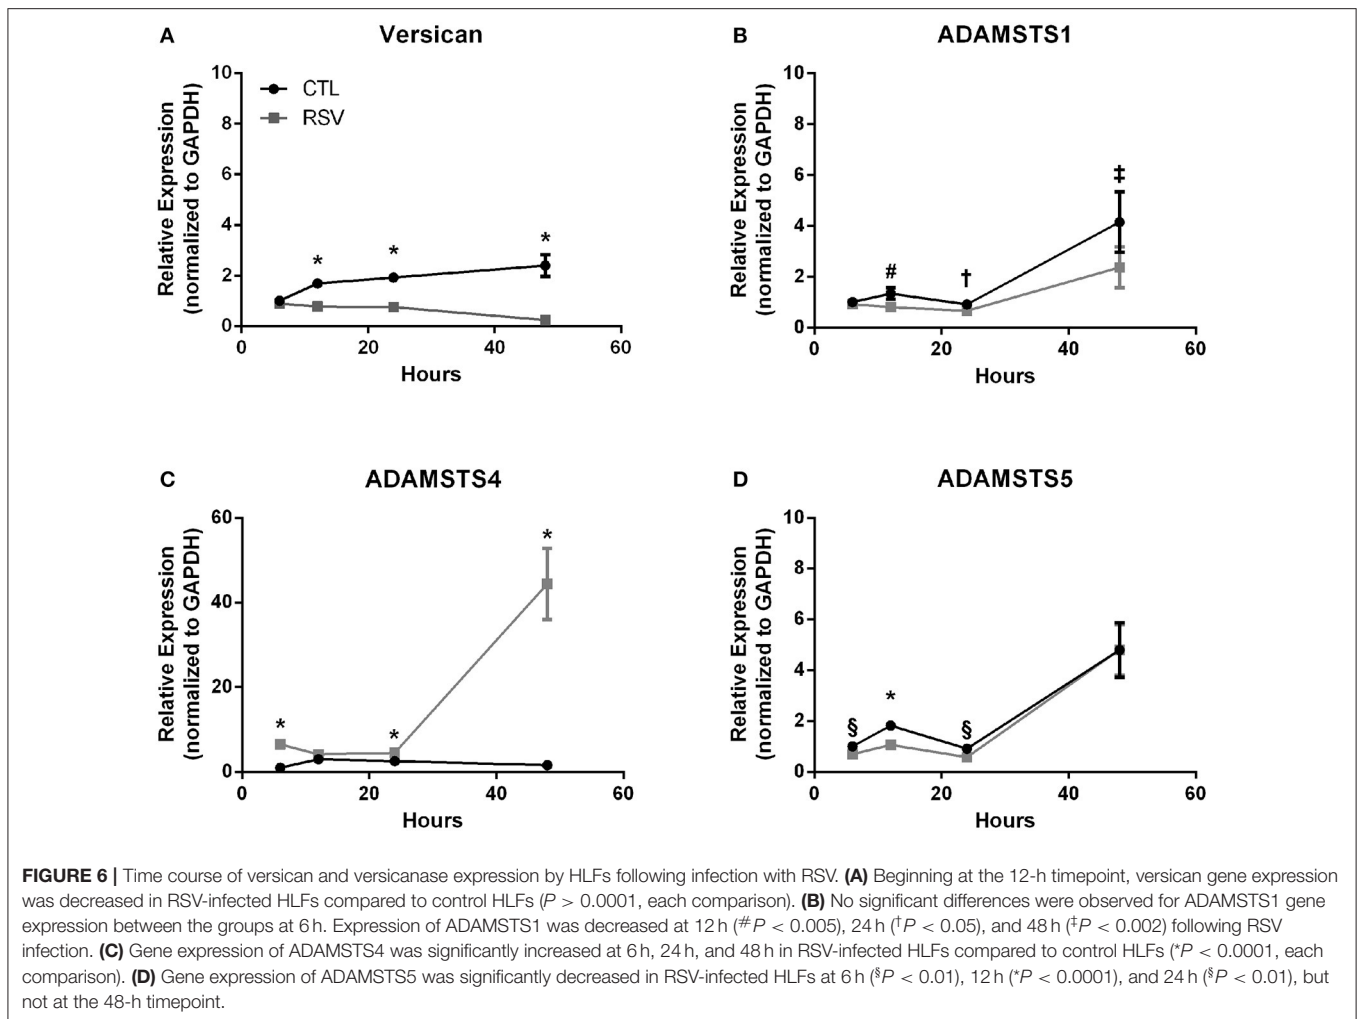 A
Versican
Relative Expression
(normalized to GAPDH)
10
8
6
4
2
0
CTL
RSV
*
*
*
0
20
40
60
Hours
B
ADAMSTS1
Relative Expression
(normalized to GAPDH)
10
8
6
4
2
0
#
†
‡
0
20
40
60
Hours
C
ADAMSTS4
Relative Expression
(normalized to GAPDH)
60
40
20
0
*
*
*
0
20
40
60
Hours
D
ADAMSTS5
Relative Expression
(normalized to GAPDH)
10
8
6
4
2
0
§
*
§
0
20
40
60
Hours
FIGURE 6 | Time course of versican and versicanase expression by HLFs following infection with RSV. (A) Beginning at the 12-h timepoint, versican gene expression
was decreased in RSV-infected HLFs compared to control HLFs (P > 0.0001, each comparison). (B) No significant differences were observed for ADAMSTS1 gene
expression between the groups at 6 h. Expression of ADAMSTS1 was decreased at 12 h (#P < 0.005), 24 h (†P < 0.05), and 48 h (‡P < 0.002) following RSV
infection. (C) Gene expression of ADAMSTS4 was significantly increased at 6 h, 24 h, and 48 h in RSV-infected HLFs compared to control HLFs (*P < 0.0001, each
comparison). (D) Gene expression of ADAMSTS5 was significantly decreased in RSV-infected HLFs at 6 h (§P < 0.01), 12 h (*P < 0.0001), and 24 h (§P < 0.01), but
not at the 48-h timepoint.